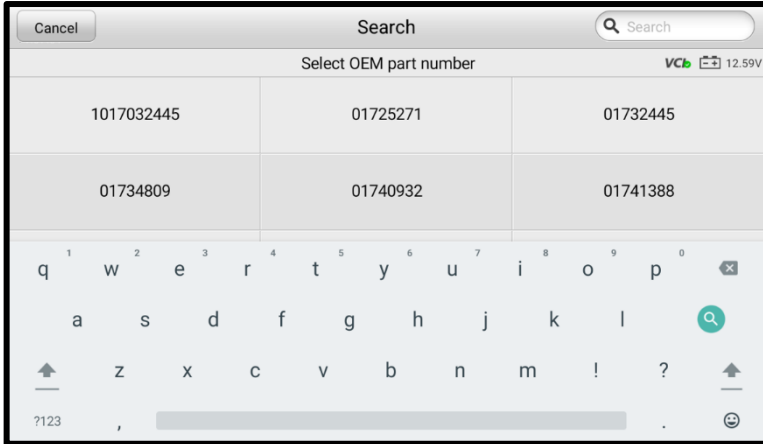 Cancel Search Search
Select OEM part number VCI 12.59V
1017032445 01725271 01732445
01734809 01740932 01741388
1 2 3 4 5 6 7 8 9 0
q w e r t y u i o p
a s d f g h j k l
z x c v b n m ! ?
?123 , .